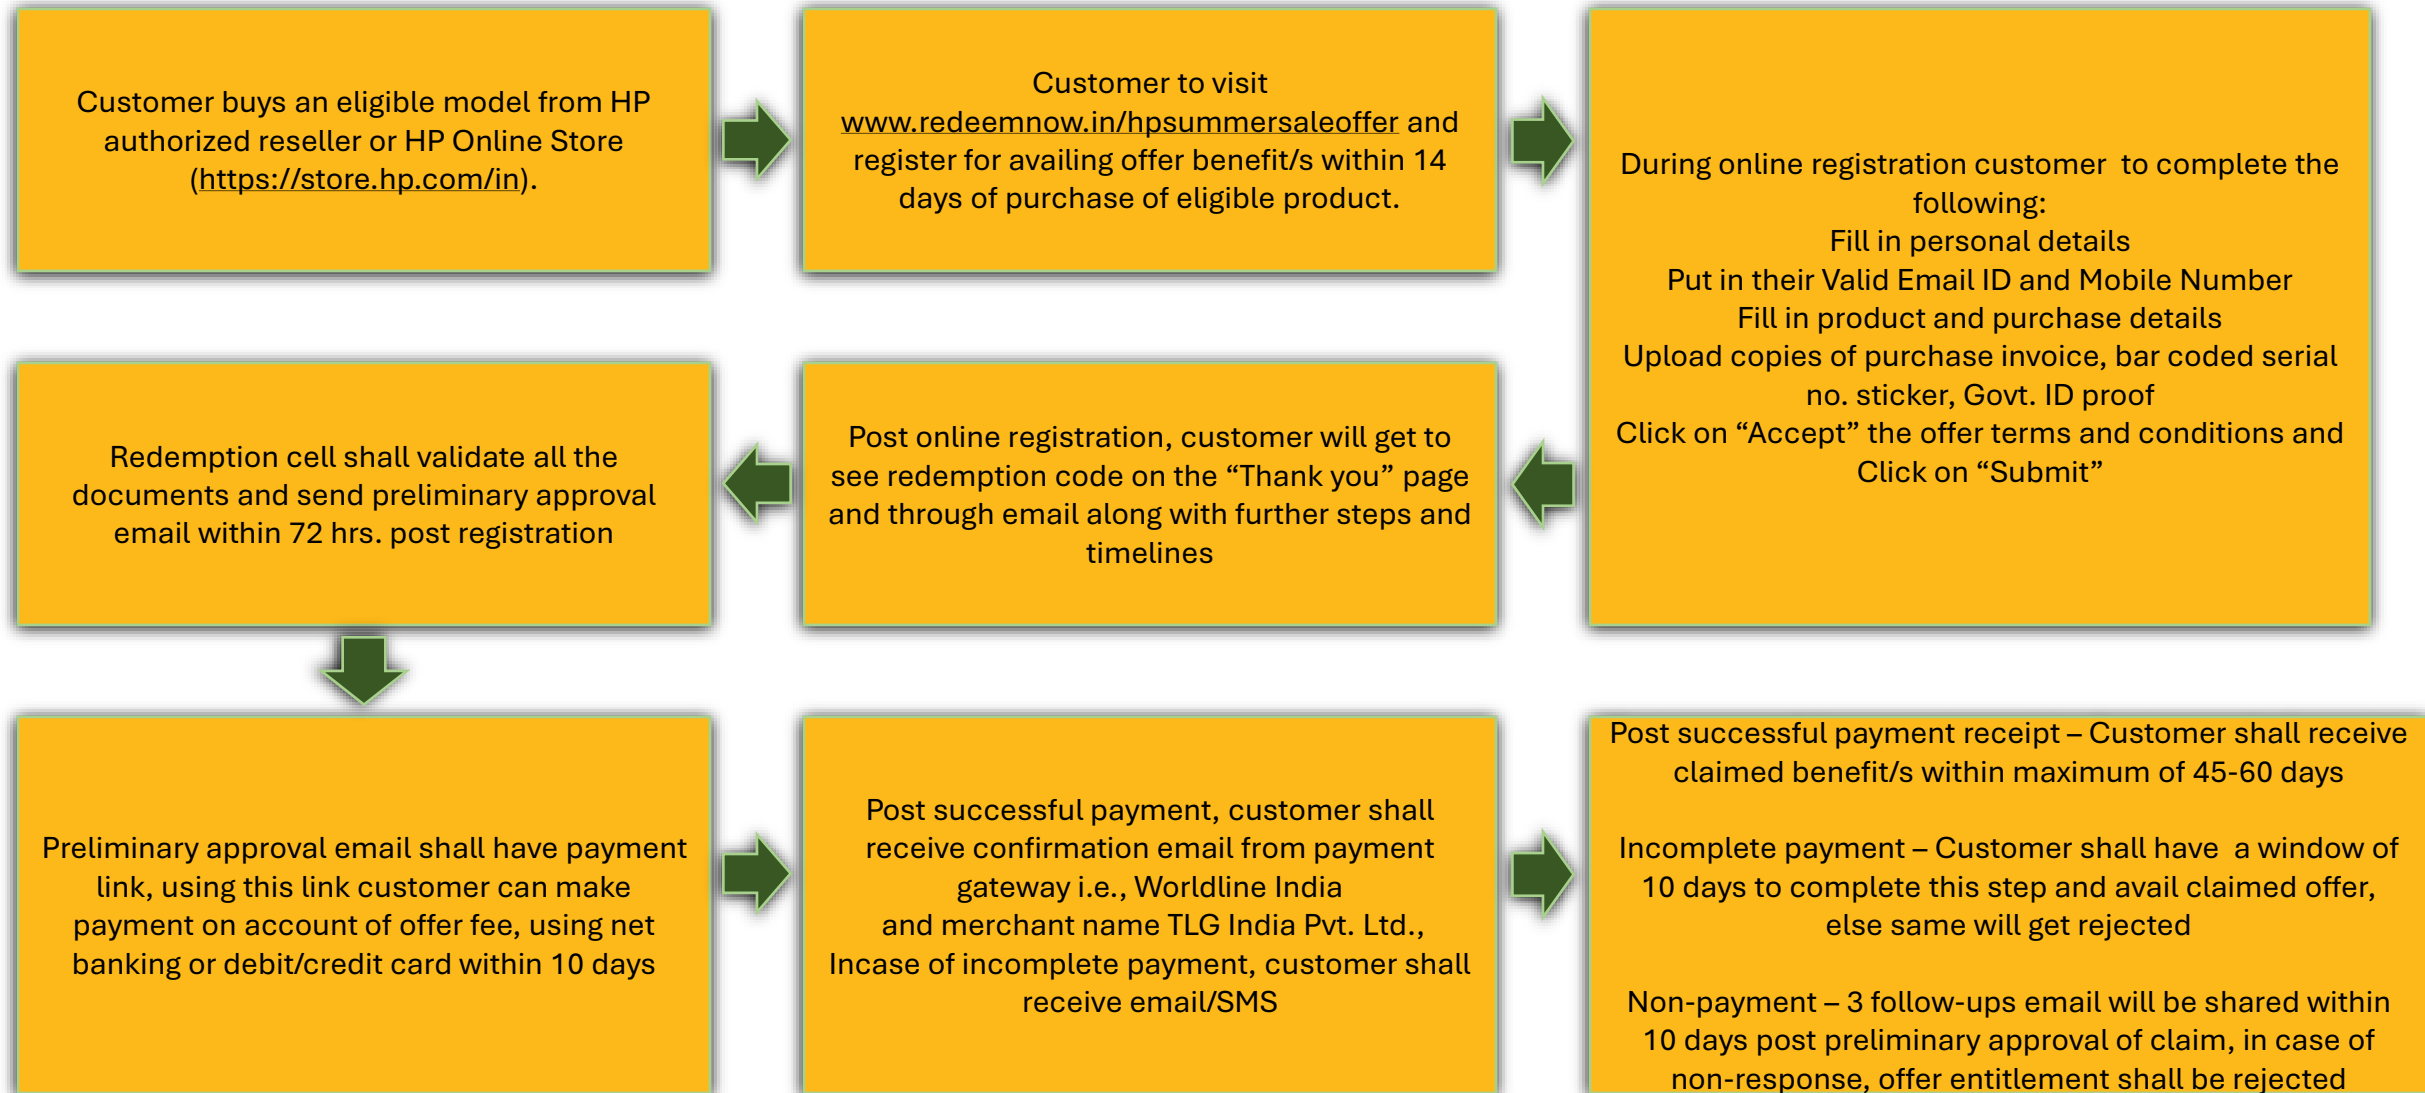 Customer buys an eligible model from HP
authorized reseller or HP Online Store
(https://store.hp.com/in).
Customer to visit
www.redeemnow.in/hpsummersaleoffer and
register for availing offer benefit/s within 14
days of purchase of eligible product.
During online registration customer  to complete the
following:
Fill in personal details
Put in their Valid Email ID and Mobile Number
Fill in product and purchase details
Upload copies of purchase invoice, bar coded serial
no. sticker, Govt. ID proof
Click on “Accept” the offer terms and conditions and
Click on “Submit”
Post online registration, customer will get to
see redemption code on the “Thank you” page
and through email along with further steps and
timelines
Redemption cell shall validate all the
documents and send preliminary approval
email within 72 hrs. post registration
Preliminary approval email shall have payment
link, using this link customer can make
payment on account of offer fee, using net
banking or debit/credit card within 10 days
Post successful payment, customer shall
receive confirmation email from payment
gateway i.e., Worldline India
and merchant name TLG India Pvt. Ltd.,
Incase of incomplete payment, customer shall
receive email/SMS
Post successful payment receipt – Customer shall receive
claimed benefit/s within maximum of 45-60 days
Incomplete payment – Customer shall have  a window of
10 days to complete this step and avail claimed offer,
else same will get rejected
Non-payment – 3 follow-ups email will be shared within
10 days post preliminary approval of claim, in case of
non-response, offer entitlement shall be rejected